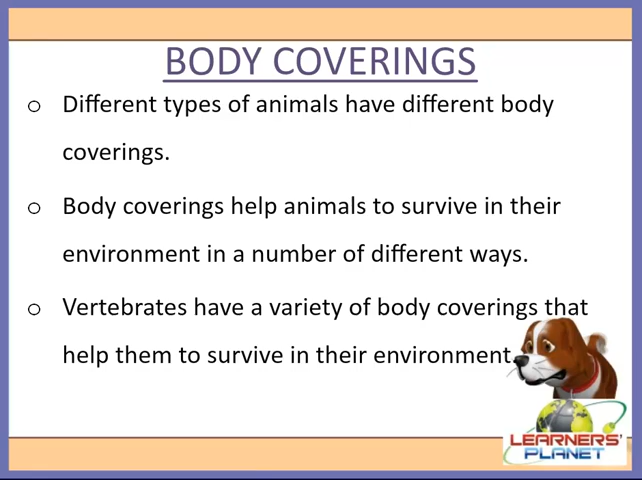 BODY COVERINGS
o Different types of animals have different body
coverings.
o Body coverings help animals to survive in their
environment in a number of different ways.
o Vertebrates have a variety of body coverings that
help them to survive in their environment.
LEARNERS'
PLANET